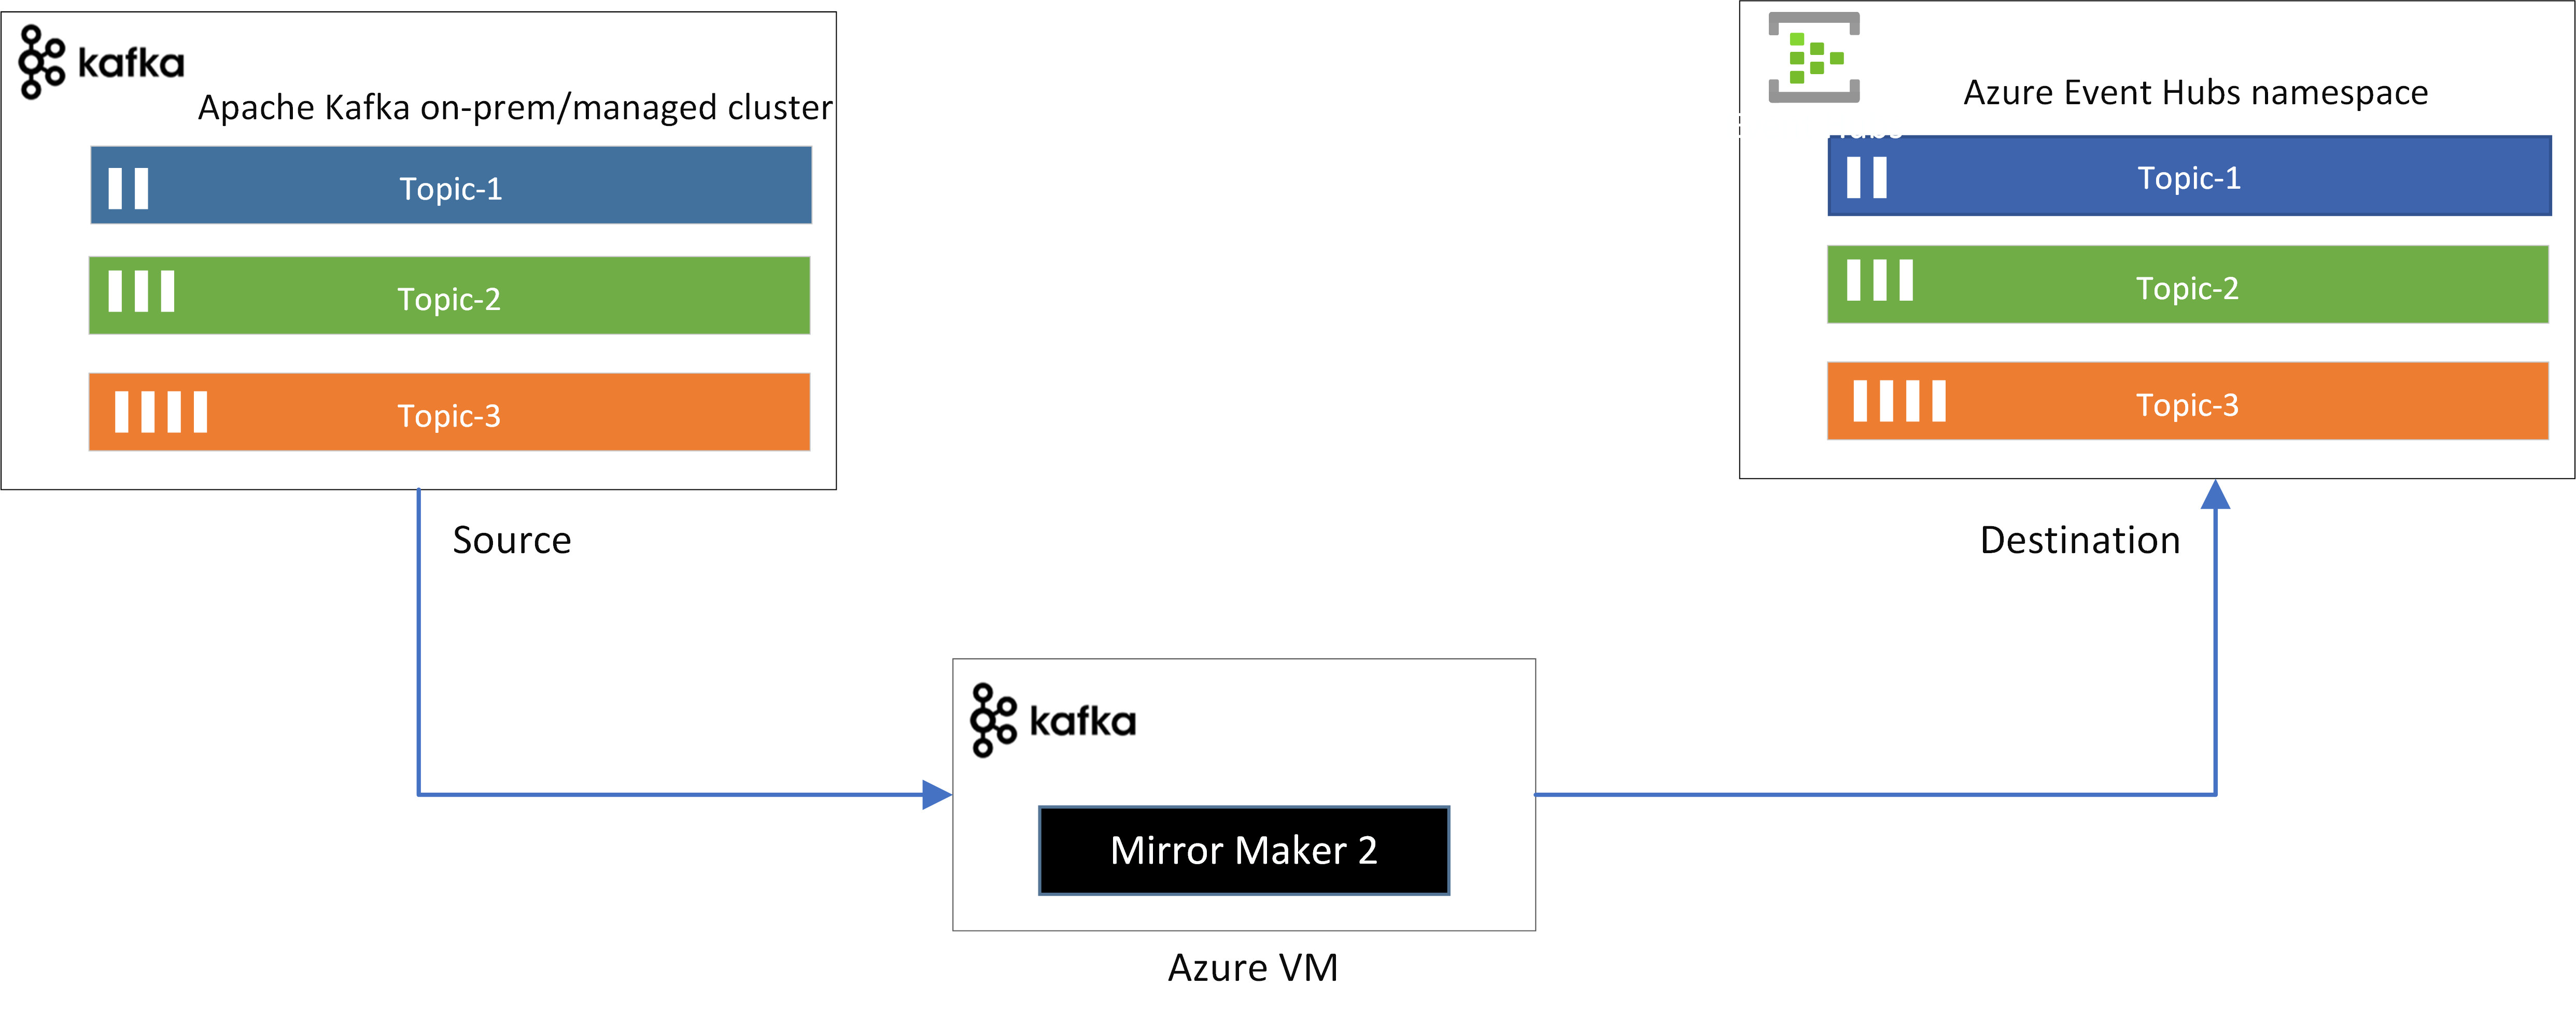 kafka
Apache Kafka on-prem/managed cluster
Topic-1
Topic-2
Topic-3
Source
Azure Event Hubs namespace
Topic-1
Topic-2
Topic-3
Destination
kafka
Mirror Maker 2
Azure VM